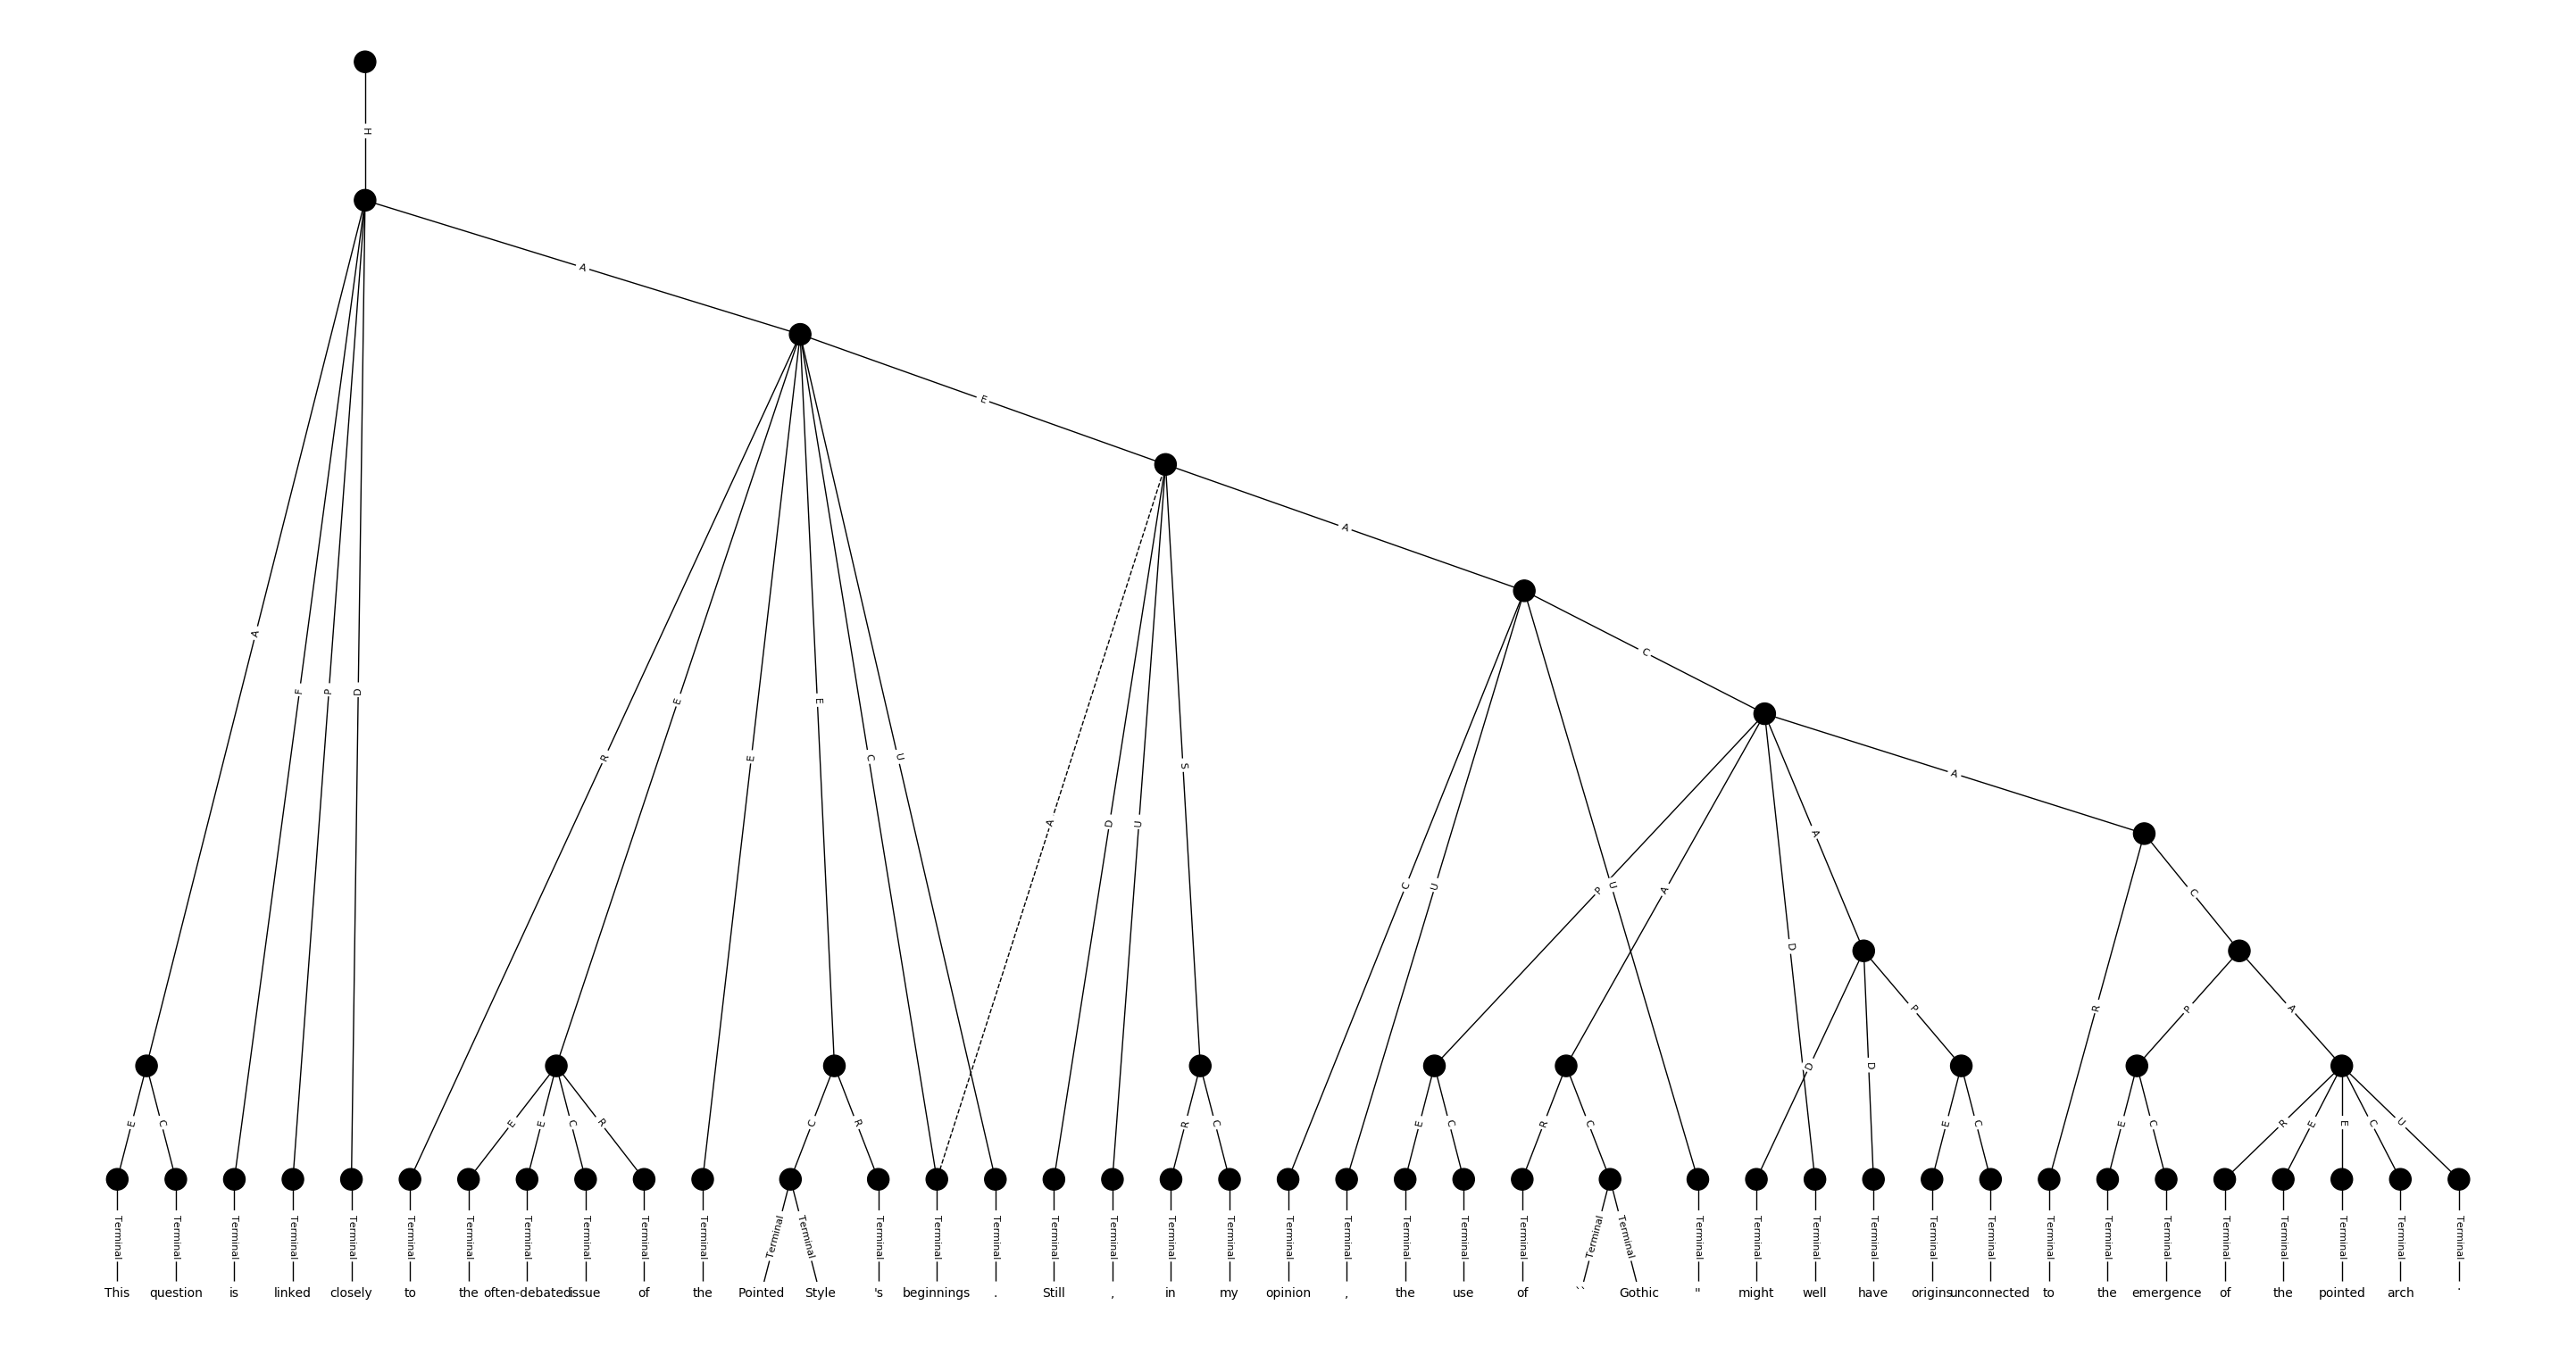 H
A
E
A
A
F
P
D
C
A
R
E
E
E
C
U
A
D
U
S
C
U
P
U
A
D
A
C
R
P
A
D
D
P
E
C
E
E
C
R
C
R
R
C
E
C
R
C
E
C
E
C
R
E
E
C
U
Terminal Terminal Terminal Terminal Terminal Terminal Terminal Terminal Terminal Terminal Terminal Terminal Terminal Terminal Terminal Terminal Terminal Terminal Terminal Terminal Terminal Terminal Terminal Terminal Terminal Terminal Terminal Terminal Terminal Terminal Terminal Terminal Terminal Terminal Terminal Terminal Terminal Terminal Terminal Terminal Terminal
This question is linked closely to the often-debated issue of the Pointed Style 's beginnings . Still , in my opinion , the use of `` Gothic " might well have origins unconnected to the emergence of the pointed arch .